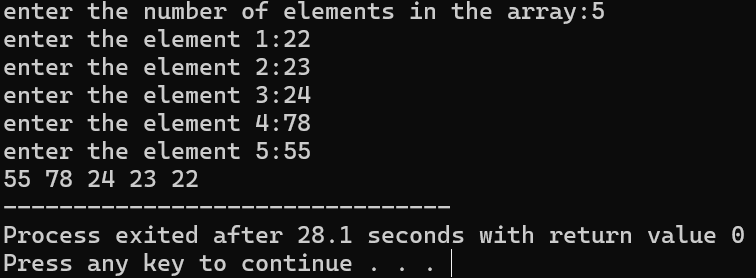 enter the number of elements in the array:5
enter the element 1:22
enter the element 2:23
enter the element 3:24
enter the element 4:78
enter the element 5:55
55 78 24 23 22
--------------------------------
Process exited after 28.1 seconds with return value 0
Press any key to continue . . .